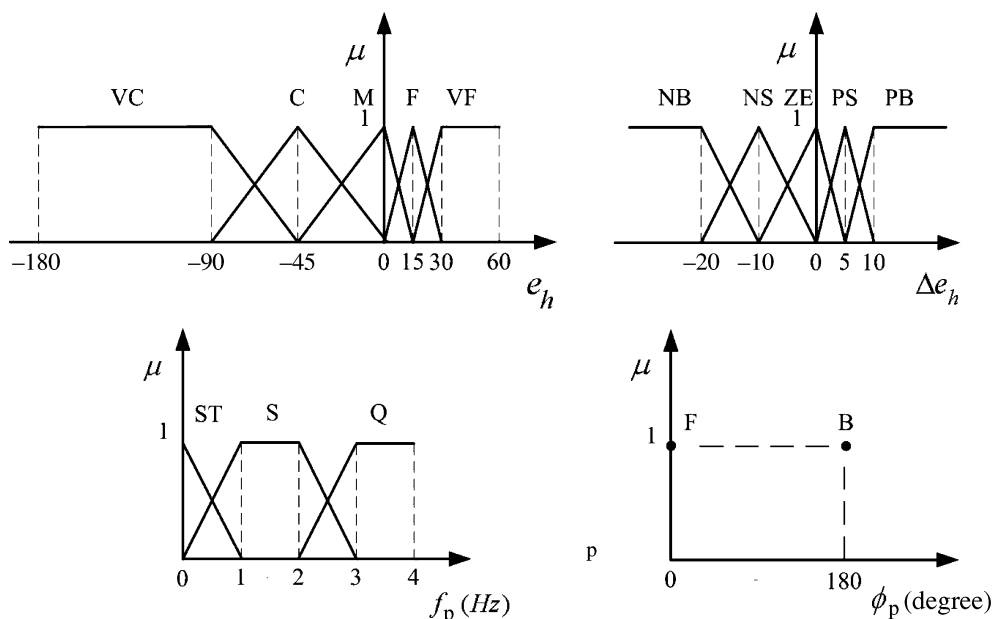 μ
VC C M F VF
1
–180 –90 –45 0 15 30 60
e_h
μ
NB NS ZE PS PB
1
–20 –10 0 5 10
Δe_h
μ
ST S Q
1
0 1 2 3 4
f_p (Hz)
μ
F B
1
p
0 180
ϕ_p (degree)